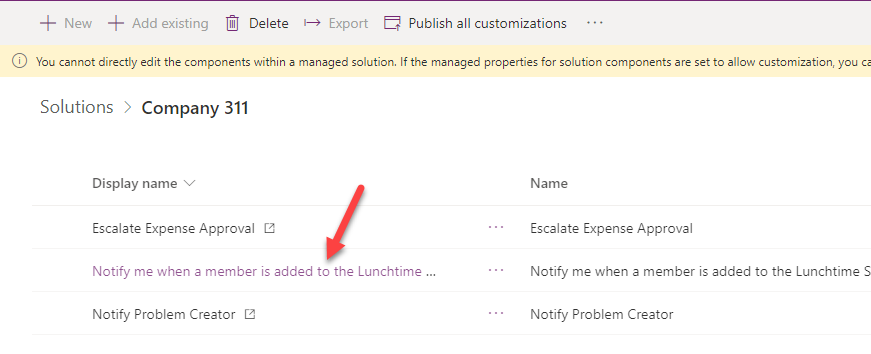 New Add existing Delete Export Publish all customizations ...
You cannot directly edit the components within a managed solution. If the managed properties for solution components are set to allow customization, you ca
Solutions > Company 311
Display name Name
Escalate Expense Approval ... Escalate Expense Approval
Notify me when a member is added to the Lunchtime ... ... Notify me when a member is added to the Lunchtime S
Notify Problem Creator ... Notify Problem Creator